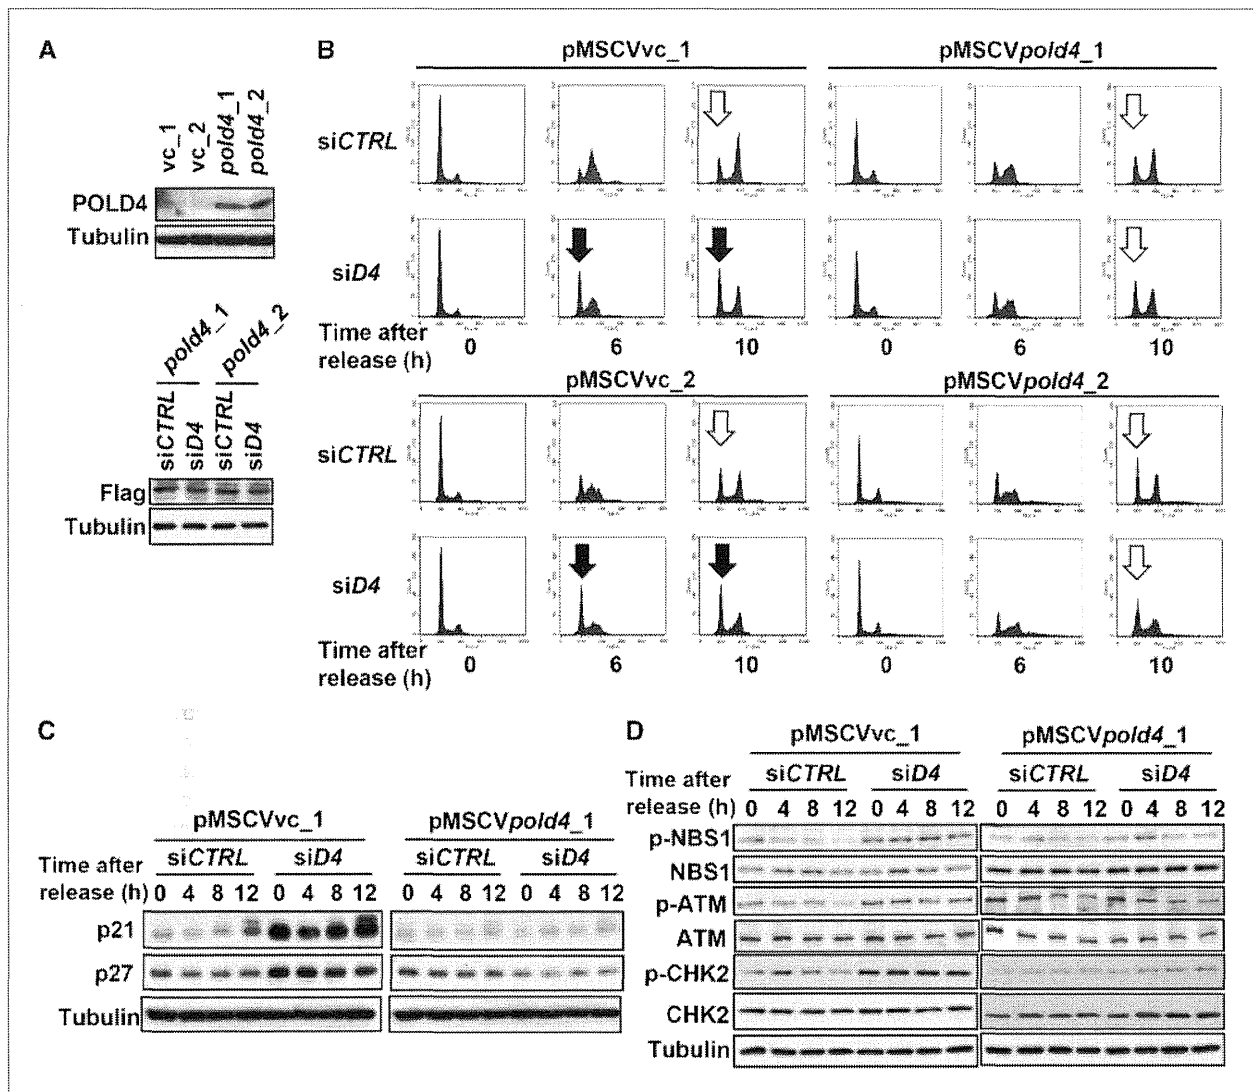 A
vc_1
vc_2
pold4_1
pold4_2
POLD4
Tubulin
pold4_1
pold4_2
siCTRL
siD4
siCTRL
siD4
Flag
Tubulin
B
pMSCVvc_1
pMSCVpold4_1
siCTRL
siD4
Time after
release (h)
0 6 10 0 6 10
pMSCVvc_2
pMSCVpold4_2
siCTRL
siD4
Time after
release (h)
0 6 10 0 6 10
C
pMSCVvc_1
pMSCVpold4_1
siCTRL siD4 siCTRL siD4
Time after
release (h)
0 4 8 12 0 4 8 12 0 4 8 12 0 4 8 12
p21
p27
Tubulin
D
pMSCVvc_1
pMSCVpold4_1
siCTRL siD4 siCTRL siD4
Time after
release (h)
0 4 8 12 0 4 8 12 0 4 8 12 0 4 8 12
p-NBS1
NBS1
p-ATM
ATM
p-CHK2
CHK2
Tubulin